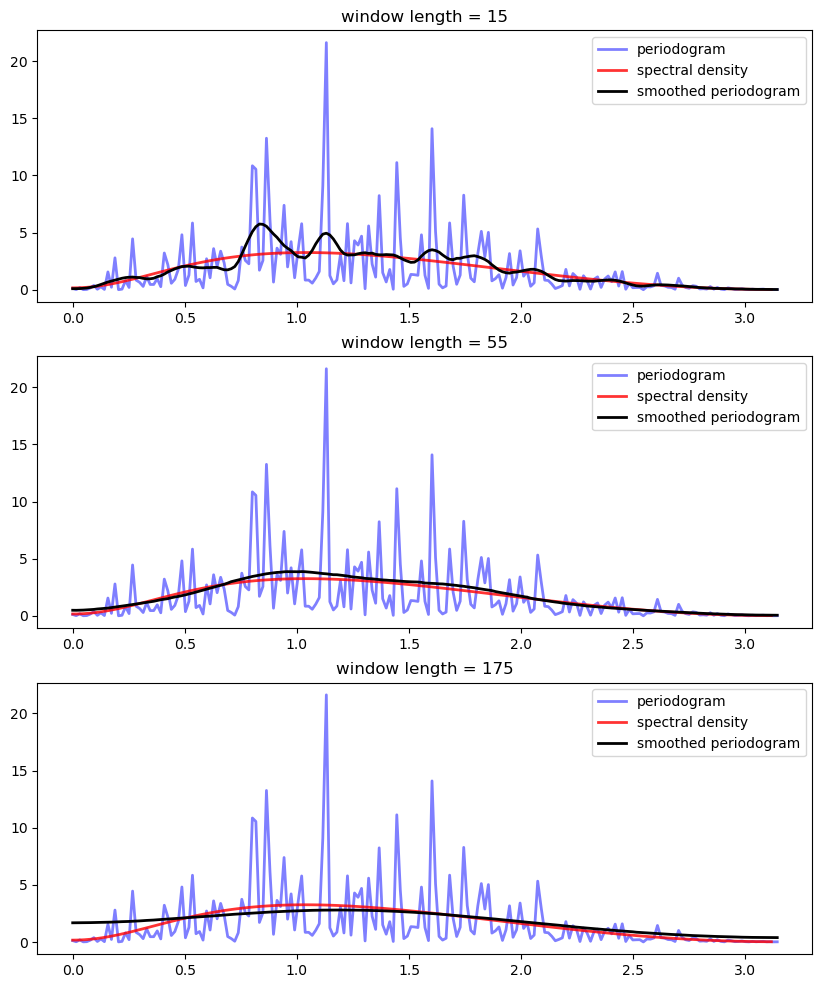 window length = 15
periodogram
spectral density
smoothed periodogram
20
15
10
5
0
0.0 0.5 1.0 1.5 2.0 2.5 3.0
window length = 55
periodogram
spectral density
smoothed periodogram
20
15
10
5
0
0.0 0.5 1.0 1.5 2.0 2.5 3.0
window length = 175
periodogram
spectral density
smoothed periodogram
20
15
10
5
0
0.0 0.5 1.0 1.5 2.0 2.5 3.0